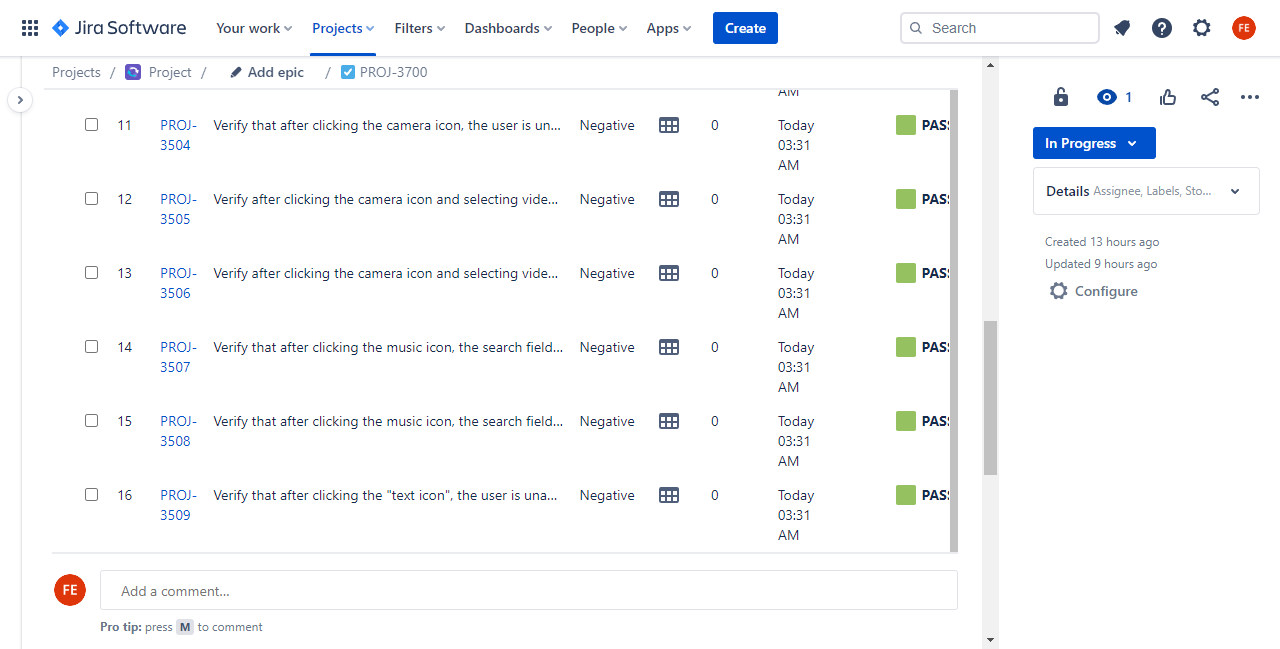 Jira Software
Your work Projects Filters Dashboards People Apps Create Search FE
Projects / Project / Add epic / PROJ-3700
AM
11 PROJ-3504 Verify that after clicking the camera icon, the user is un... Negative 0 Today 03:31 AM PASS
12 PROJ-3505 Verify after clicking the camera icon and selecting vide... Negative 0 Today 03:31 AM PASS
13 PROJ-3506 Verify after clicking the camera icon and selecting vide... Negative 0 Today 03:31 AM PASS
14 PROJ-3507 Verify that after clicking the music icon, the search field... Negative 0 Today 03:31 AM PASS
15 PROJ-3508 Verify that after clicking the music icon, the search field... Negative 0 Today 03:31 AM PASS
16 PROJ-3509 Verify that after clicking the "text icon", the user is una... Negative 0 Today 03:31 AM PASS
FE Add a comment...
Pro tip: press M to comment
1
In Progress
Details Assignee, Labels, Sto...
Created 13 hours ago
Updated 9 hours ago
Configure